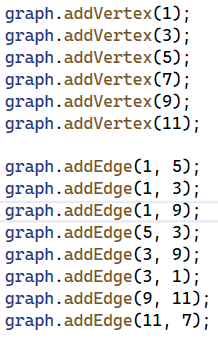 graph.addVertex(1);
graph.addVertex(3);
graph.addVertex(5);
graph.addVertex(7);
graph.addVertex(9);
graph.addVertex(11);
graph.addEdge(1, 5);
graph.addEdge(1, 3);
graph.addEdge(1, 9);
graph.addEdge(5, 3);
graph.addEdge(3, 9);
graph.addEdge(3, 1);
graph.addEdge(9, 11);
graph.addEdge(11, 7);